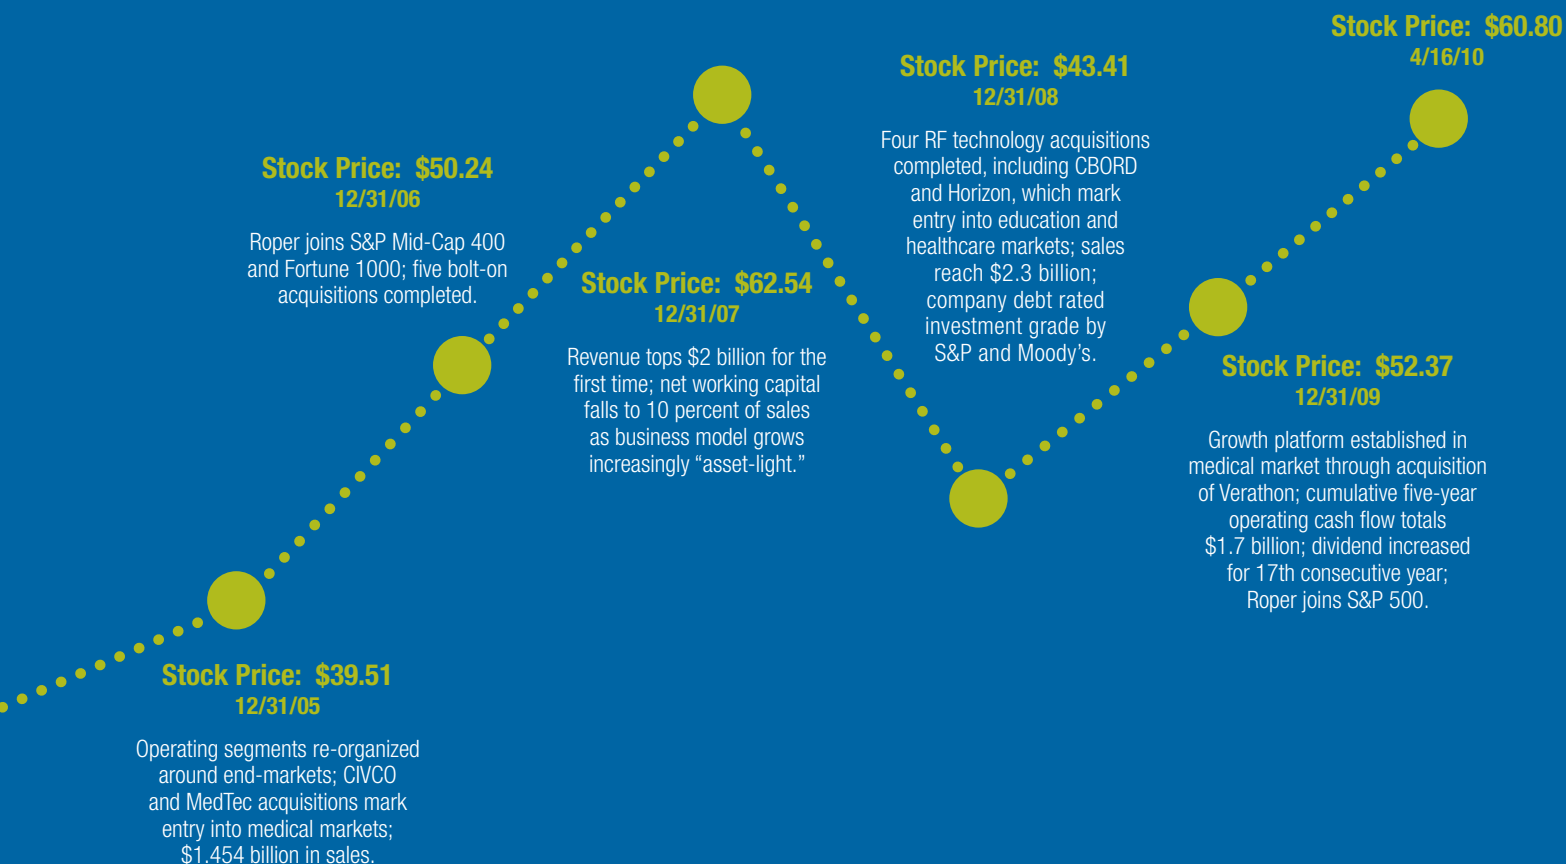 Stock Price: $39.51
12/31/05
Operating segments re-organized
around end-markets; CIVCO
and MedTec acquisitions mark
entry into medical markets;
$1.454 billion in sales.
Stock Price: $50.24
12/31/06
Roper joins S&P Mid-Cap 400
and Fortune 1000; five bolt-on
acquisitions completed.
Stock Price: $62.54
12/31/07
Revenue tops $2 billion for the
first time; net working capital
falls to 10 percent of sales
as business model grows
increasingly “asset-light.”
Stock Price: $43.41
12/31/08
Four RF technology acquisitions
completed, including CBORD
and Horizon, which mark
entry into education and
healthcare markets; sales
reach $2.3 billion;
company debt rated
investment grade by
S&P and Moody’s.
Stock Price: $52.37
12/31/09
Growth platform established in
medical market through acquisition
of Verathon; cumulative five-year
operating cash flow totals
$1.7 billion; dividend increased
for 17th consecutive year;
Roper joins S&P 500.
Stock Price: $60.80
4/16/10